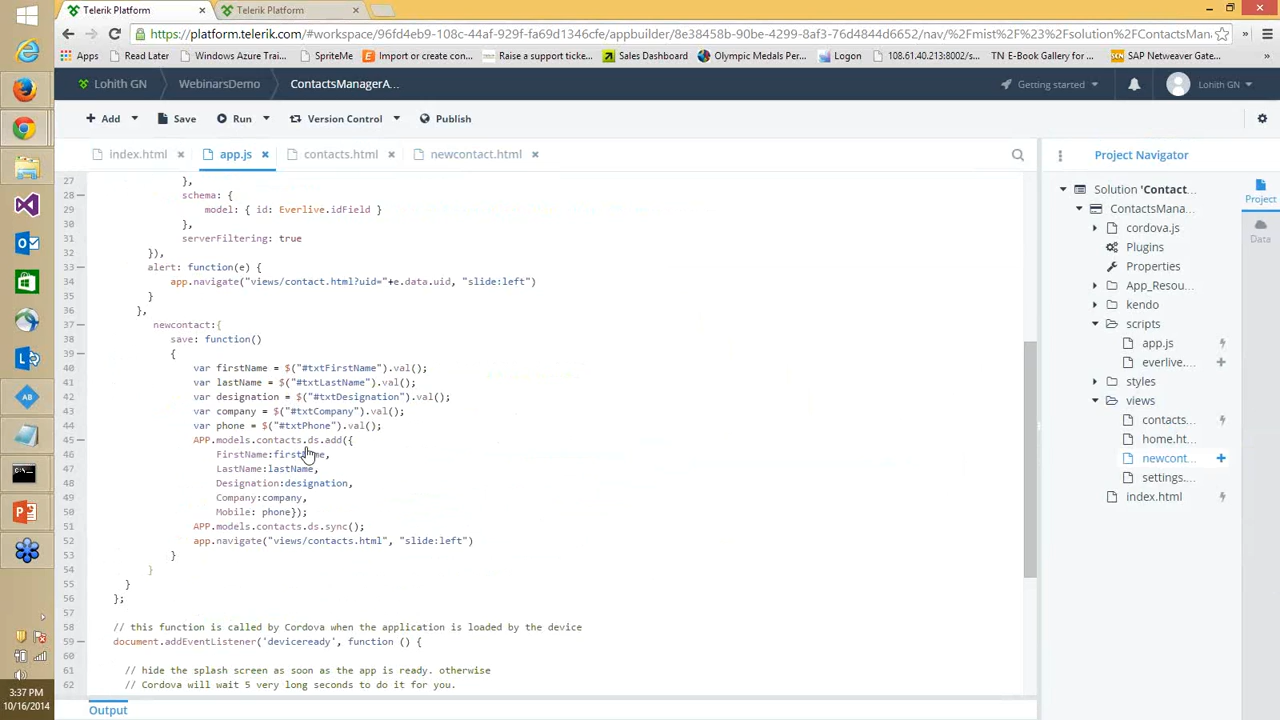 Telerik Platform × Telerik Platform ×
https://platform.telerik.com/#workspace/96fd4eb9-108c-44af-929f-fa69d1346cfe/appbuilder/8e38458b-90be-4299-8af3-76d4844d6652/nav/%2Fmist%2F%23%2Fsolution%2FContactsMan
Apps Read Later Windows Azure Train... Import or create con... Raise a support ticke... Sales Dashboard Olympic Medals Per... Logon 108.61.40.213:8002/s... TN E-Book Gallery for ... SAP Netweaver Gate... »
Lohith GN WebinarsDemo ContactsManagerA... Getting started Lohith GN
Add Save Run Version Control Publish
index.html × app.js × contacts.html × newcontact.html ×
Project Navigator
Project
Data
Solution 'Contact...
ContactsMana...
cordova.js
Plugins
Properties
App_Resou...
kendo
scripts
app.js
everlive...
styles
views
contacts...
home.ht...
newcont...
settings....
index.html
27 },
28 schema: {
29 model: { id: Everlive.idField }
30 },
31 serverFiltering: true
32 }),
33 alert: function(e) {
34 app.navigate("views/contact.html?uid="+e.data.uid, "slide:left")
35 }
36 },
37 newcontact:{
38 save: function()
39 {
40 var firstName = $("#txtFirstName").val();
41 var lastName = $("#txtLastName").val();
42 var designation = $("#txtDesignation").val();
43 var company = $("#txtCompany").val();
44 var phone = $("#txtPhone").val();
45 APP.models.contacts.ds.add({
46 FirstName:firstName,
47 LastName:lastName,
48 Designation:designation,
49 Company:company,
50 Mobile: phone});
51 APP.models.contacts.ds.sync();
52 app.navigate("views/contacts.html", "slide:left")
53 }
54 }
55 }
56 };
57
58 // this function is called by Cordova when the application is loaded by the device
59 document.addEventListener('deviceready', function () {
60
61 // hide the splash screen as soon as the app is ready. otherwise
62 // Cordova will wait 5 very long seconds to do it for you.
Output
3:37 PM
10/16/2014